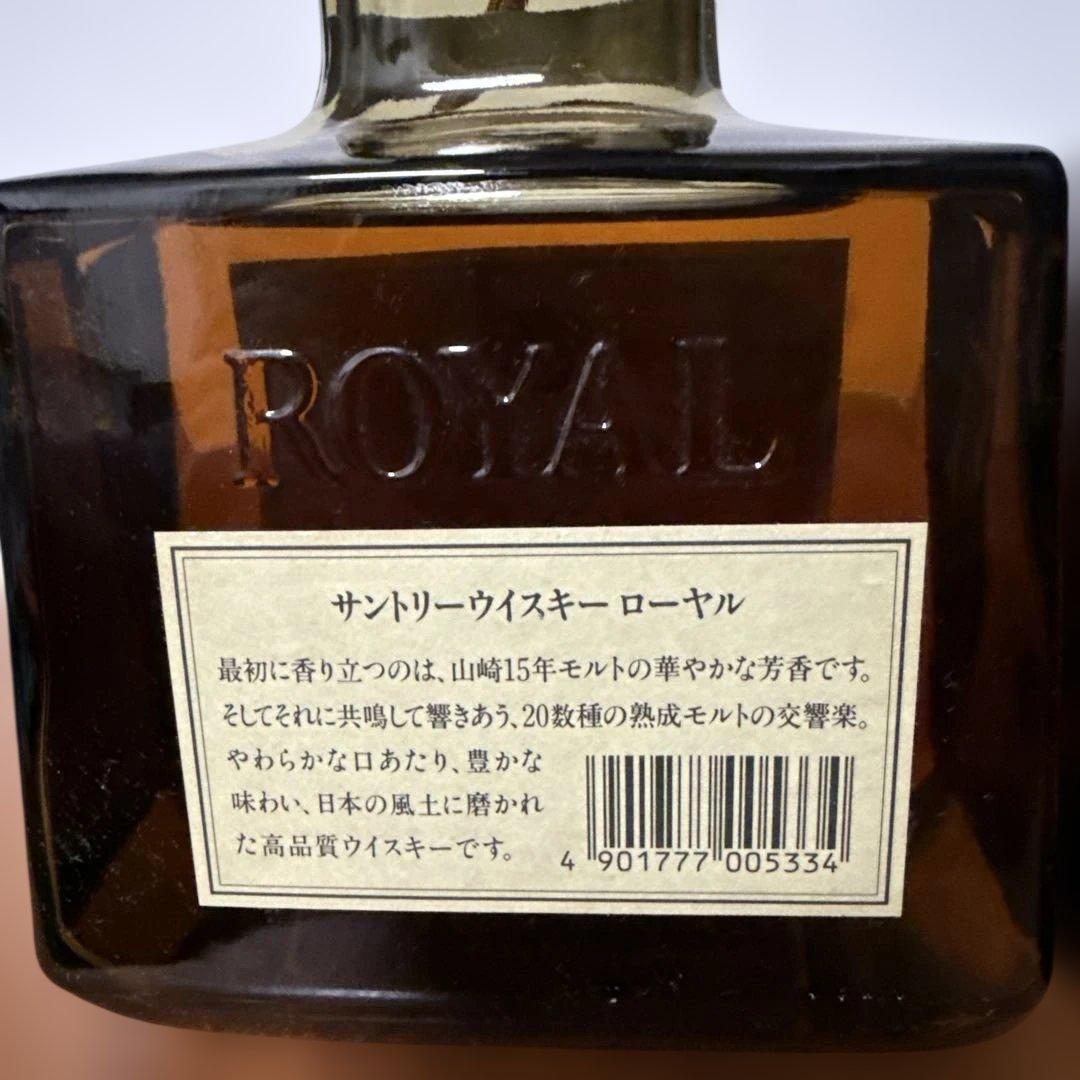 ROYAL
サントリーウイスキー ローヤル
最初に香り立つのは、山崎15年モルトの華やかな芳香です。
そしてそれに共鳴して響きあう、20数種の熟成モルトの交響楽。
やわらかな口あたり、豊かな
味わい、日本の風土に磨かれ
た高品質ウイスキーです。
4 901777 005334